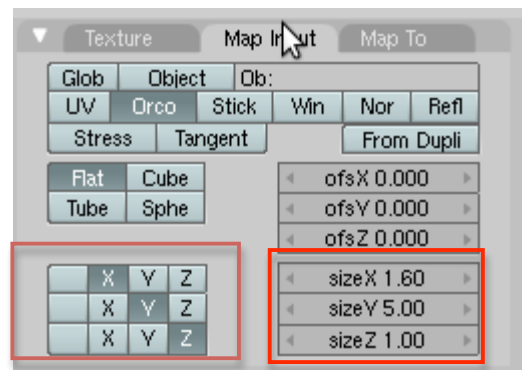 Texture Map Input Map To
Glob Object Ob:
UV Orco Stick Win Nor Refl
Stress Tangent From Dupli
Flat Cube ofsX 0.000
Tube Sphe ofsY 0.000
ofsZ 0.000
X Y Z sizeX 1.60
X Y Z sizeY 5.00
X Y Z sizeZ 1.00